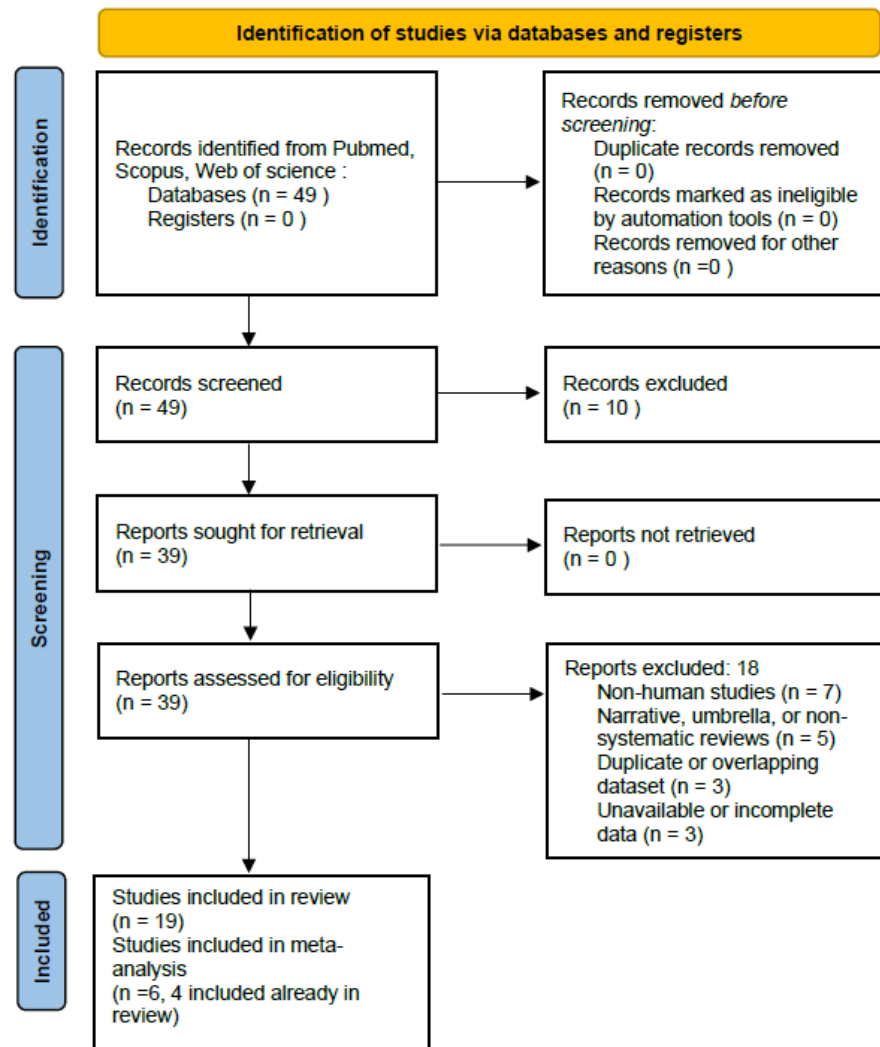 Identification of studies via databases and registers
Identification
Records identified from Pubmed,
Scopus, Web of science :
Databases (n = 49 )
Registers (n = 0 )
Records removed before
screening:
Duplicate records removed
(n = 0)
Records marked as ineligible
by automation tools (n = 0)
Records removed for other
reasons (n =0 )
Screening
Records screened
(n = 49)
Records excluded
(n = 10 )
Reports sought for retrieval
(n = 39)
Reports not retrieved
(n = 0 )
Reports assessed for eligibility
(n = 39)
Reports excluded: 18
Non-human studies (n = 7)
Narrative, umbrella, or non-
systematic reviews (n = 5)
Duplicate or overlapping
dataset (n = 3)
Unavailable or incomplete
data (n = 3)
Included
Studies included in review
(n = 19)
Studies included in meta-
analysis
(n =6, 4 included already in
review)